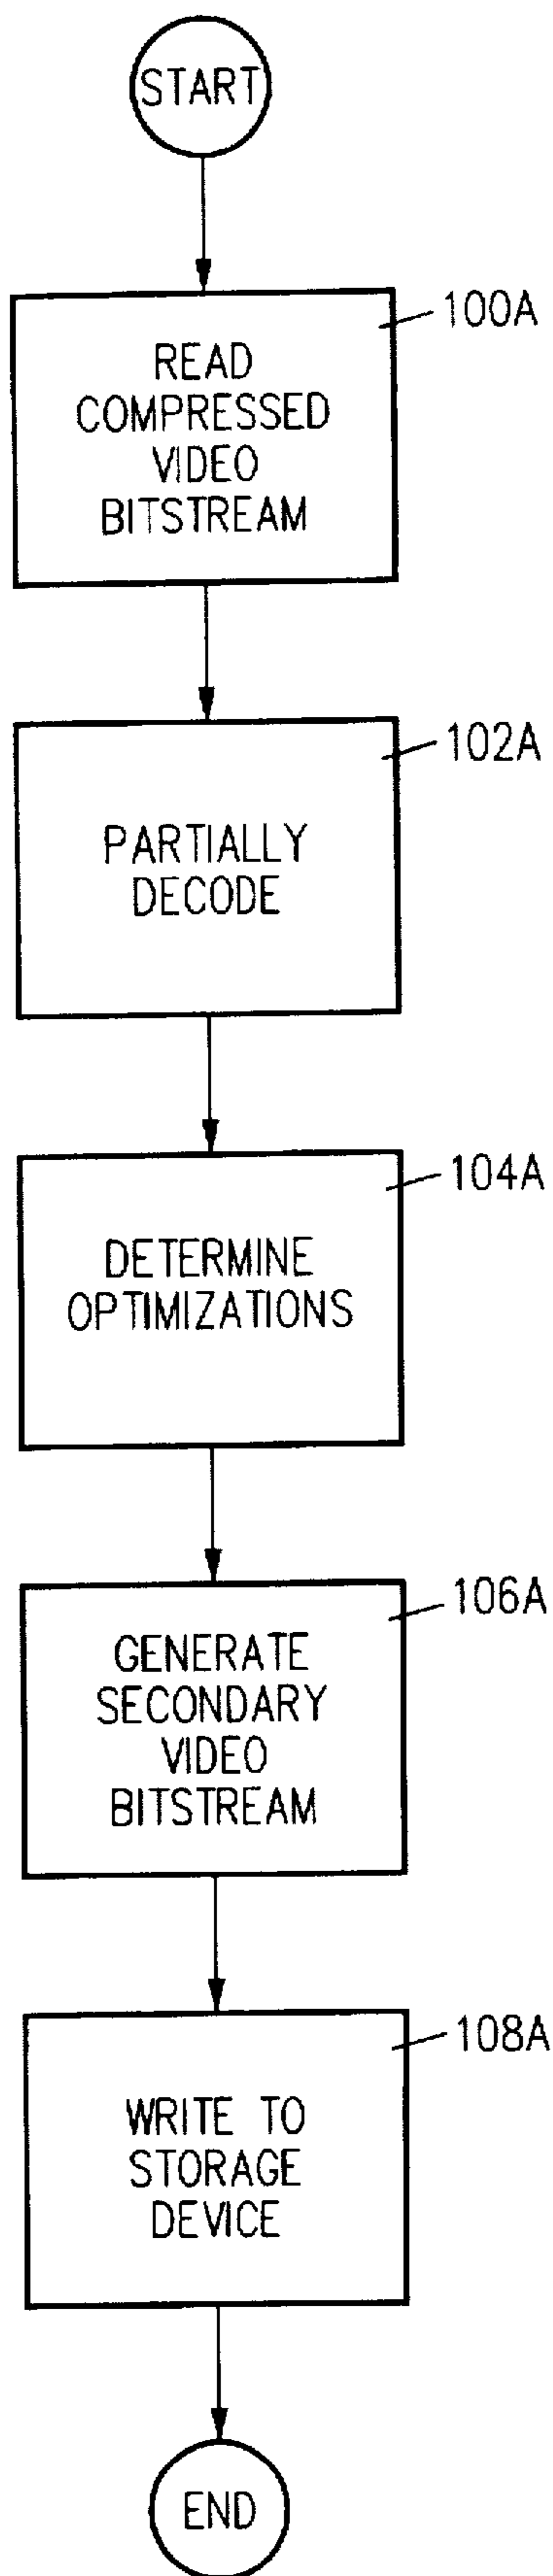 START
100A
READ
COMPRESSED
VIDEO
BITSTREAM
102A
PARTIALLY
DECODE
104A
DETERMINE
OPTIMIZATIONS
106A
GENERATE
SECONDARY
VIDEO
BITSTREAM
108A
WRITE TO
STORAGE
DEVICE
END